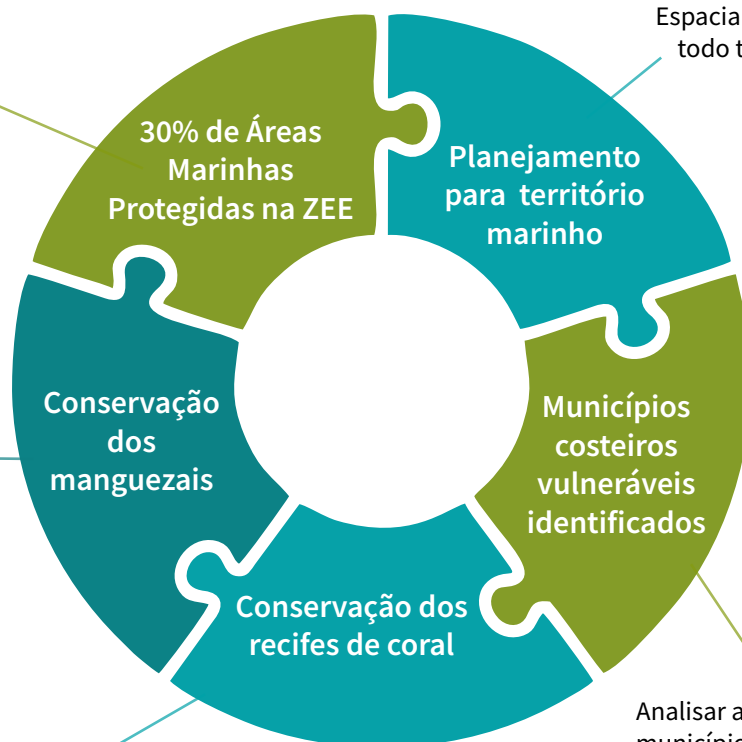 Espacia
todo t
30% de Áreas
Marinhas
Protegidas na ZEE
Planejamento
para território
marinho
Conservação
dos
manguezais
Municípios
costeiros
vulneráveis
identificados
Conservação dos
recifes de coral
Analisar a
município